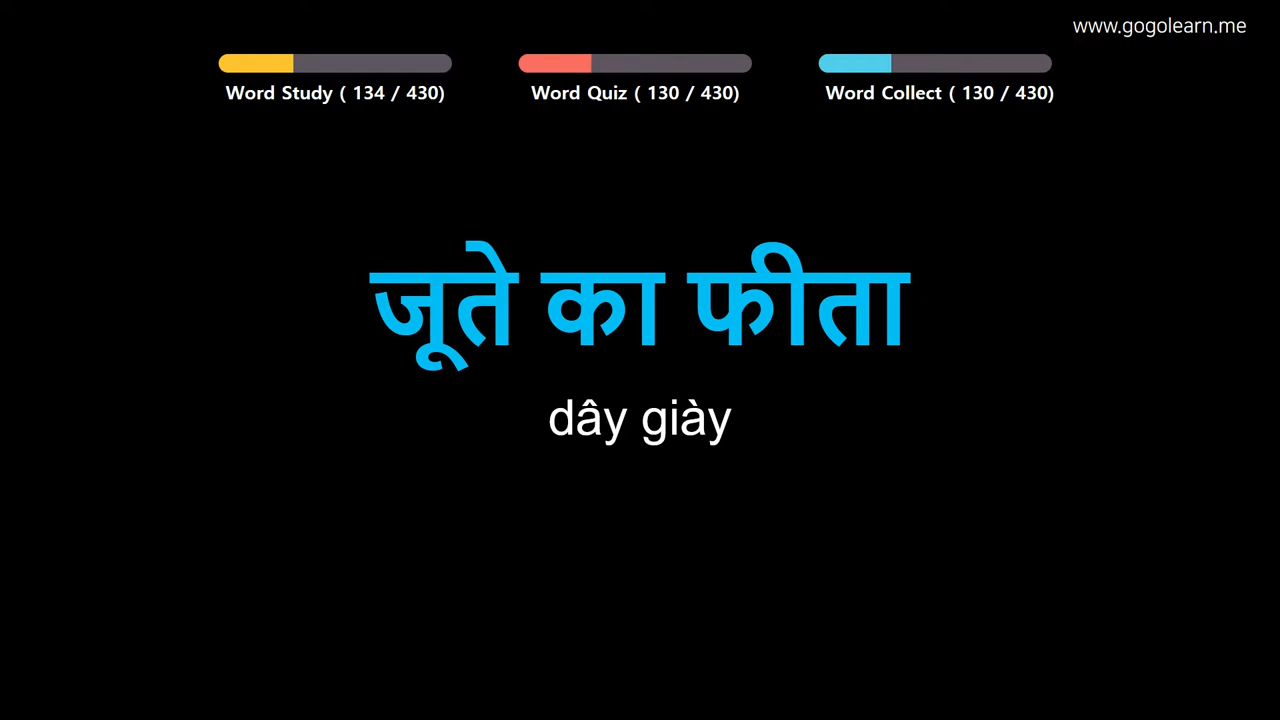 www.gogolearn.me
Word Study ( 134 / 430)
Word Quiz ( 130 / 430)
Word Collect ( 130 / 430)
जूते का फीता
dây giày